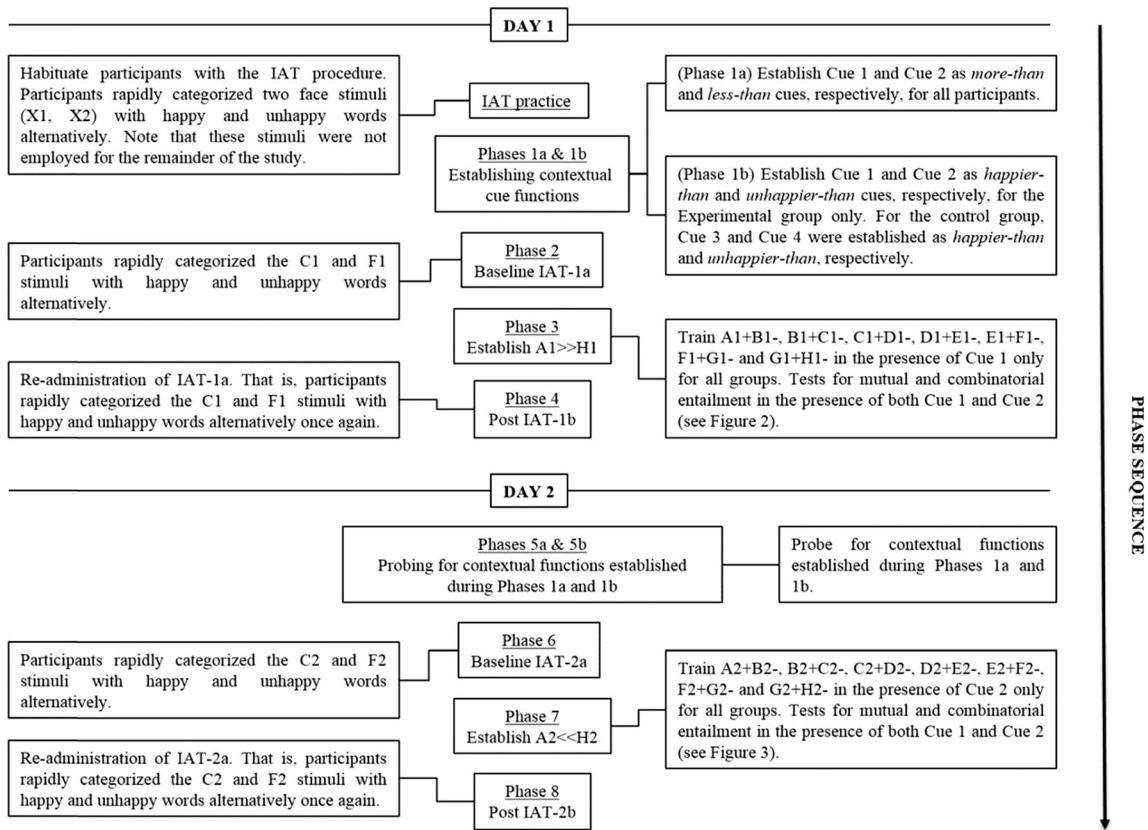 DAY 1
Habituate participants with the IAT procedure.
Participants rapidly categorized two face stimuli
(X1, X2) with happy and unhappy words
alternatively. Note that these stimuli were not
employed for the remainder of the study.
IAT practice
(Phase 1a) Establish Cue 1 and Cue 2 as more-than
and less-than cues, respectively, for all participants.
Phases 1a & 1b
Establishing contextual
cue functions
(Phase 1b) Establish Cue 1 and Cue 2 as happier-
than and unhappier-than cues, respectively, for the
Experimental group only. For the control group,
Cue 3 and Cue 4 were established as happier-than
and unhappier-than, respectively.
Participants rapidly categorized the C1 and F1
stimuli with happy and unhappy words
alternatively.
Phase 2
Baseline IAT-1a
Phase 3
Establish A1>>H1
Train A1+B1-, B1+C1-, C1+D1-, D1+E1-, E1+F1-,
F1+G1- and G1+H1- in the presence of Cue 1 only
for all groups. Tests for mutual and combinatorial
entailment in the presence of both Cue 1 and Cue 2
(see Figure 2).
Re-administration of IAT-1a. That is, participants
rapidly categorized the C1 and F1 stimuli with
happy and unhappy words alternatively once again.
Phase 4
Post IAT-1b
PHASE SEQUENCE
DAY 2
Phases 5a & 5b
Probing for contextual functions established
during Phases 1a and 1b
Probe for contextual functions
established during Phases 1a and
1b.
Participants rapidly categorized the C2 and F2
stimuli with happy and unhappy words
alternatively.
Phase 6
Baseline IAT-2a
Phase 7
Establish A2<<H2
Train A2+B2-, B2+C2-, C2+D2-, D2+E2-, E2+F2-,
F2+G2- and G2+H2- in the presence of Cue 2 only
for all groups. Tests for mutual and combinatorial
entailment in the presence of both Cue 1 and Cue 2
(see Figure 3).
Re-administration of IAT-2a. That is, participants
rapidly categorized the C2 and F2 stimuli with
happy and unhappy words alternatively once again.
Phase 8
Post IAT-2b